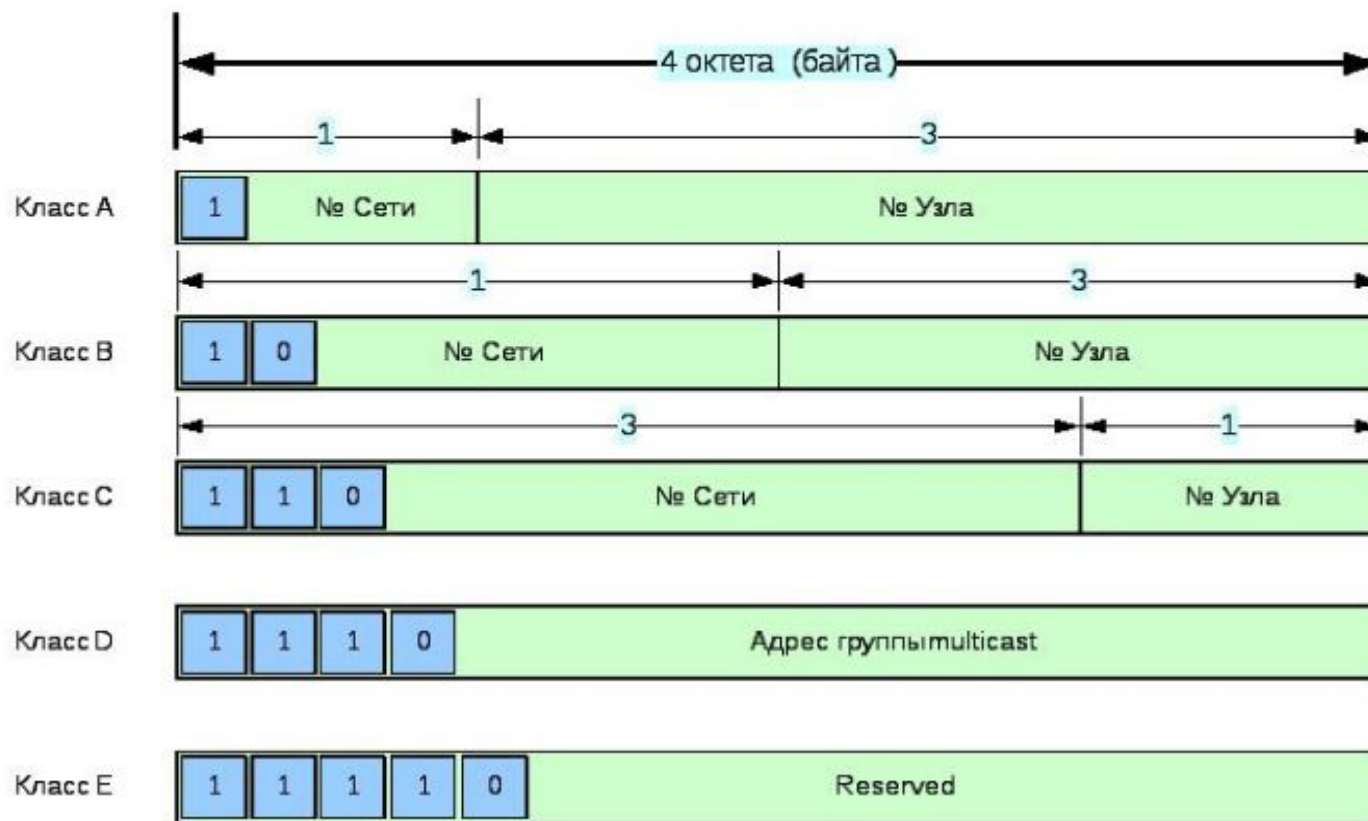 4 октета (байта)
1 3
Класс A 1 № Сети № Узла
1 3
Класс B 1 0 № Сети № Узла
3 1
Класс C 1 1 0 № Сети № Узла
Класс D 1 1 1 0 Адрес группы multicast
Класс E 1 1 1 1 0 Reserved